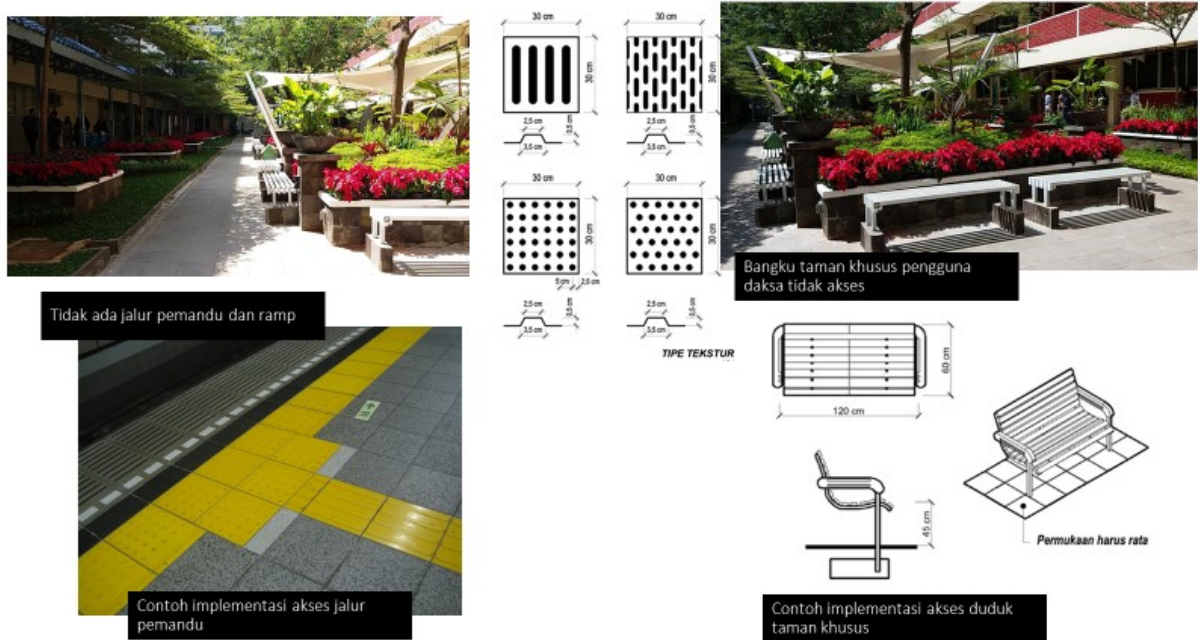 30 cm
30 cm
30 cm
30 cm
2,5 cm
0,5 cm
3,5 cm
2,5 cm
0,5 cm
3,5 cm
30 cm
30 cm
30 cm
30 cm
5 cm
2,5 cm
2,5 cm
0,5 cm
3,5 cm
2,5 cm
0,5 cm
3,5 cm
TIPE TEKSTUR
Tidak ada jalur pemandu dan ramp
Contoh implementasi akses jalur
pemandu
Bangku taman khusus pengguna
daksa tidak akses
60 cm
120 cm
45 cm
Permukaan harus rata
Contoh implementasi akses duduk
taman khusus